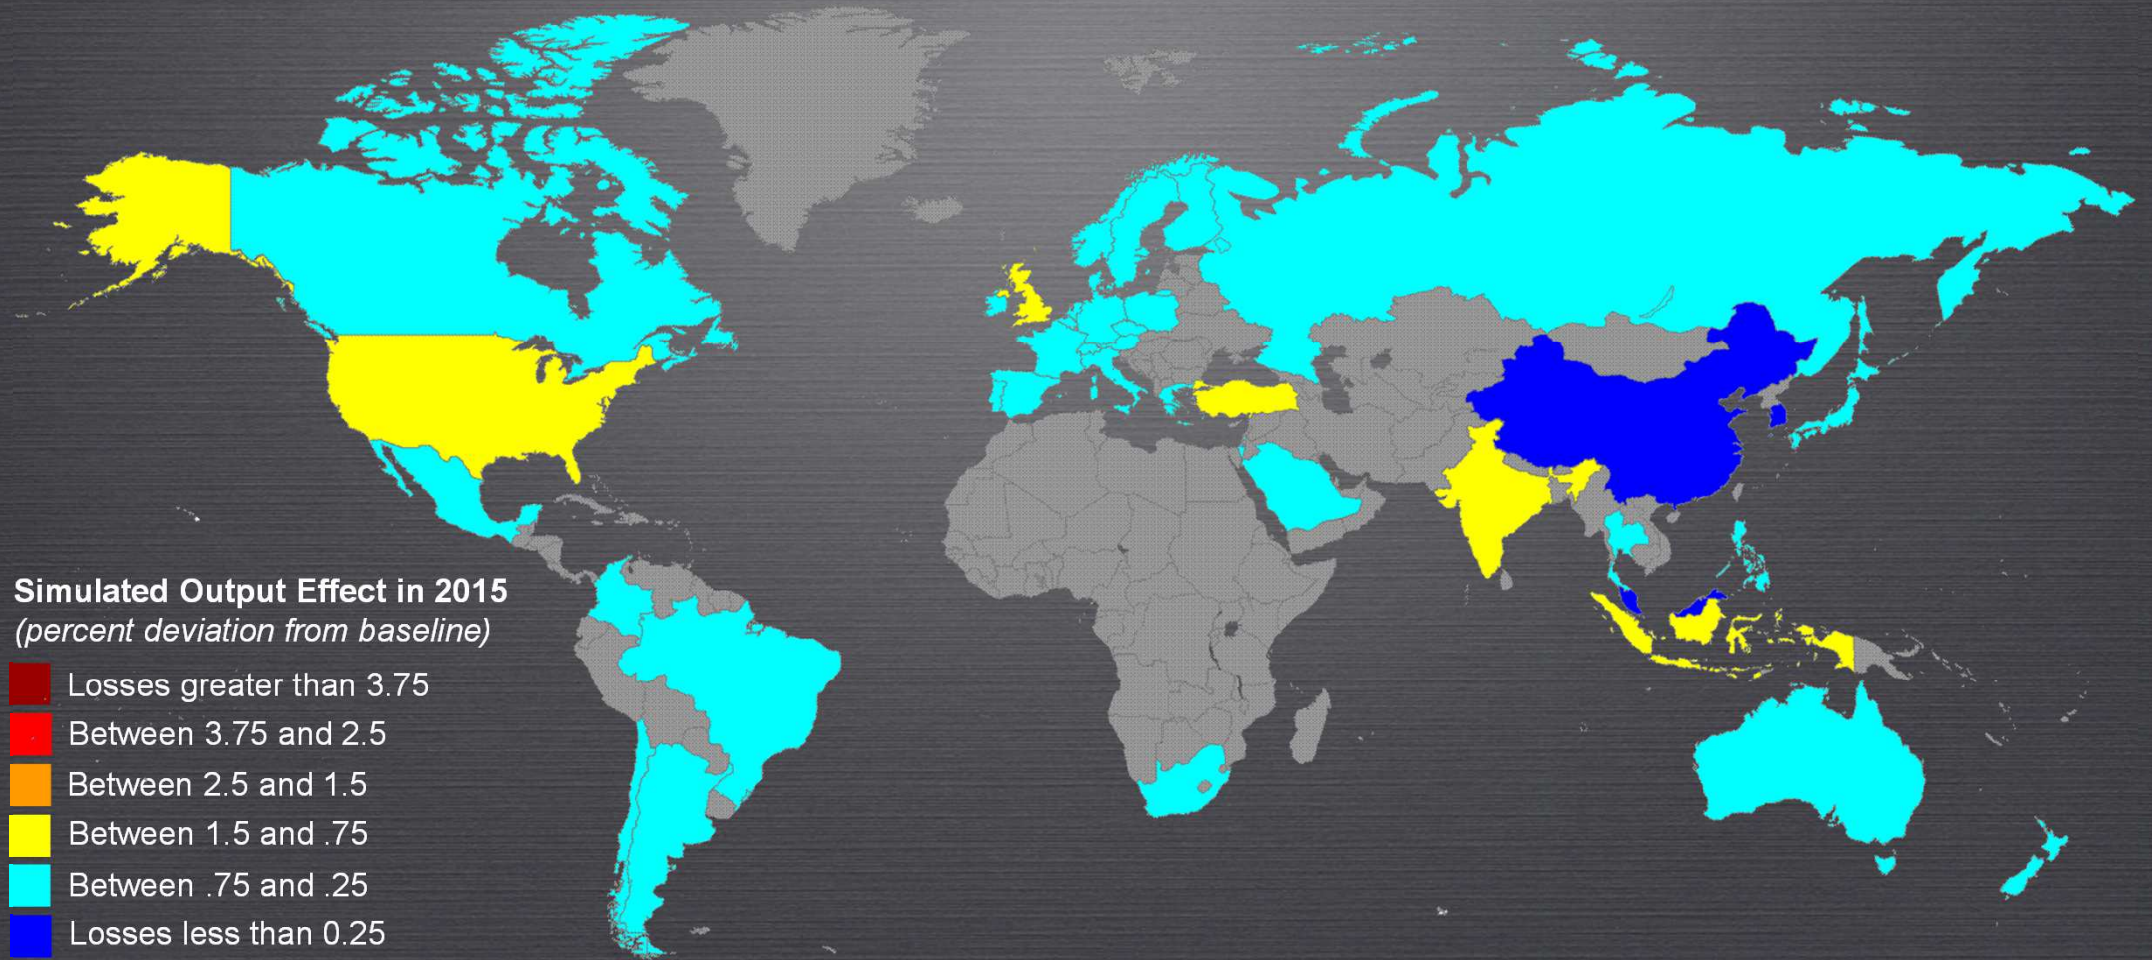 Simulated Output Effect in 2015
(percent deviation from baseline)
Losses greater than 3.75
Between 3.75 and 2.5
Between 2.5 and 1.5
Between 1.5 and .75
Between .75 and .25
Losses less than 0.25